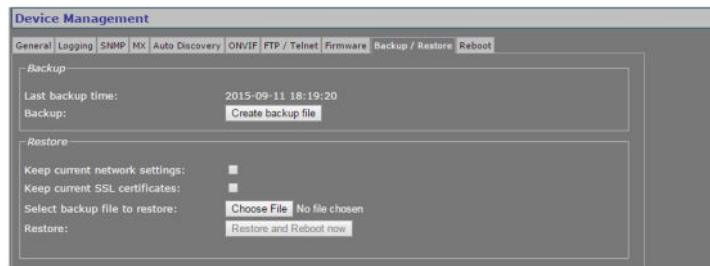 Device Management
General Logging SNMP MX Auto Discovery ONVIF FTP / Telnet Firmware Backup / Restore Reboot
Backup
Last backup time: 2015-09-11 18:19:20
Backup: Create backup file
Restore
Keep current network settings:
Keep current SSL certificates:
Select backup file to restore: Choose File No file chosen
Restore: Restore and Reboot now